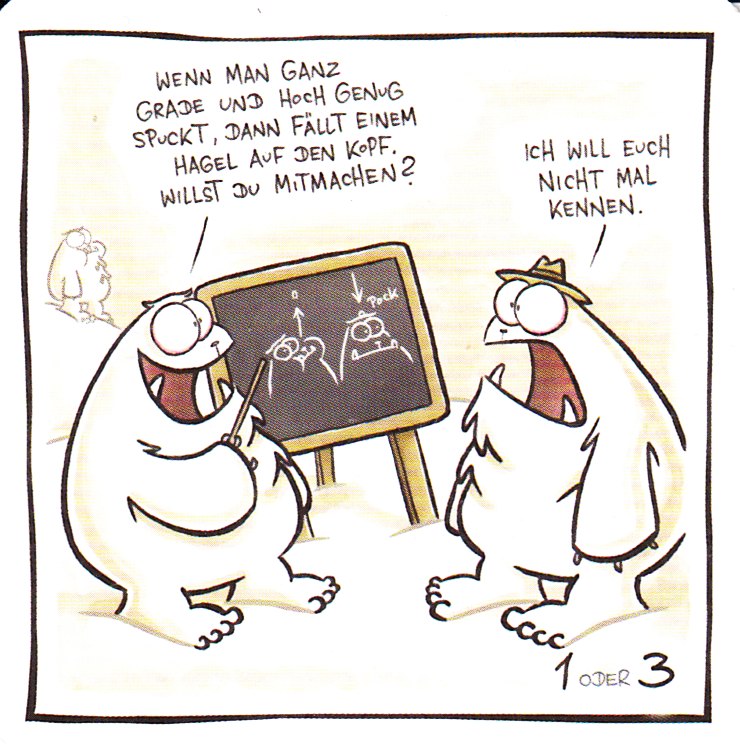 WENN MAN GANZ
GRADE UND HOCH GENUG
SPUCKT, DANN FÄLLT EINEM
HAGEL AUF DEN KOPF.
WILLST DU MITMACHEN?
ICH WILL EUCH
NICHT MAL
KENNEN.
POCK
1 ODER 3